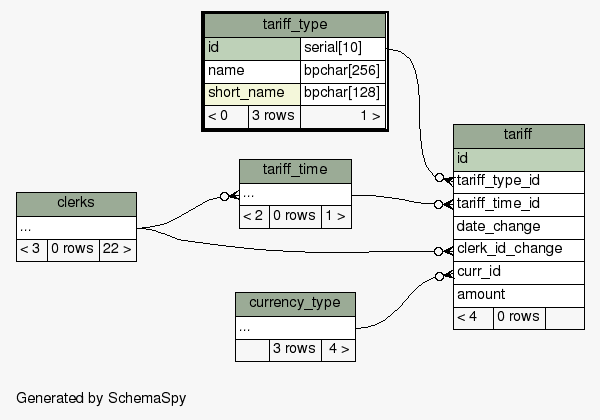 tariff_type
id serial[10]
name bpchar[256]
short_name bpchar[128]
< 0 3 rows 1 >
tariff
id
tariff_type_id
tariff_time_id
date_change
clerk_id_change
curr_id
amount
< 4 0 rows
tariff_time
...
< 2 0 rows 1 >
clerks
...
< 3 0 rows 22 >
currency_type
...
3 rows 4 >
Generated by SchemaSpy